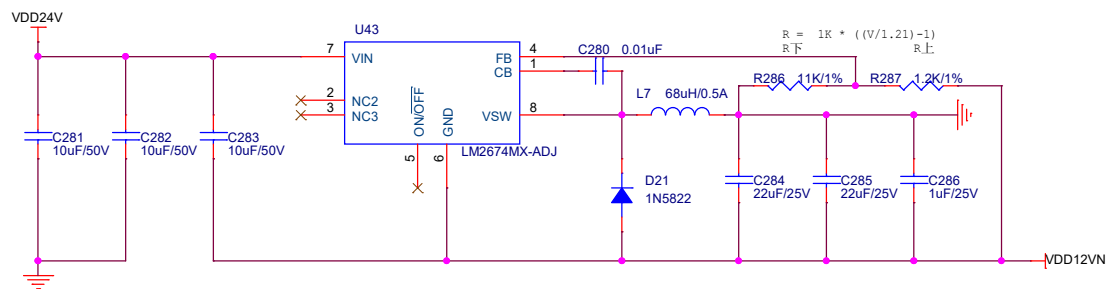 VDD24V
U43
R = 1K * ((V/1.21)-1)
R下 R上
7 VIN FB 4 C280 0.01uF
CB 1
R286 11K/1% R287 1.2K/1%
2 NC2
3 NC3
ON/OFF GND
VSW 8
L7 68uH/0.5A
5 6
LM2674MX-ADJ
C281
10uF/50V
C282
10uF/50V
C283
10uF/50V
D21
1N5822
C284
22uF/25V
C285
22uF/25V
C286
1uF/25V
VDD12VN